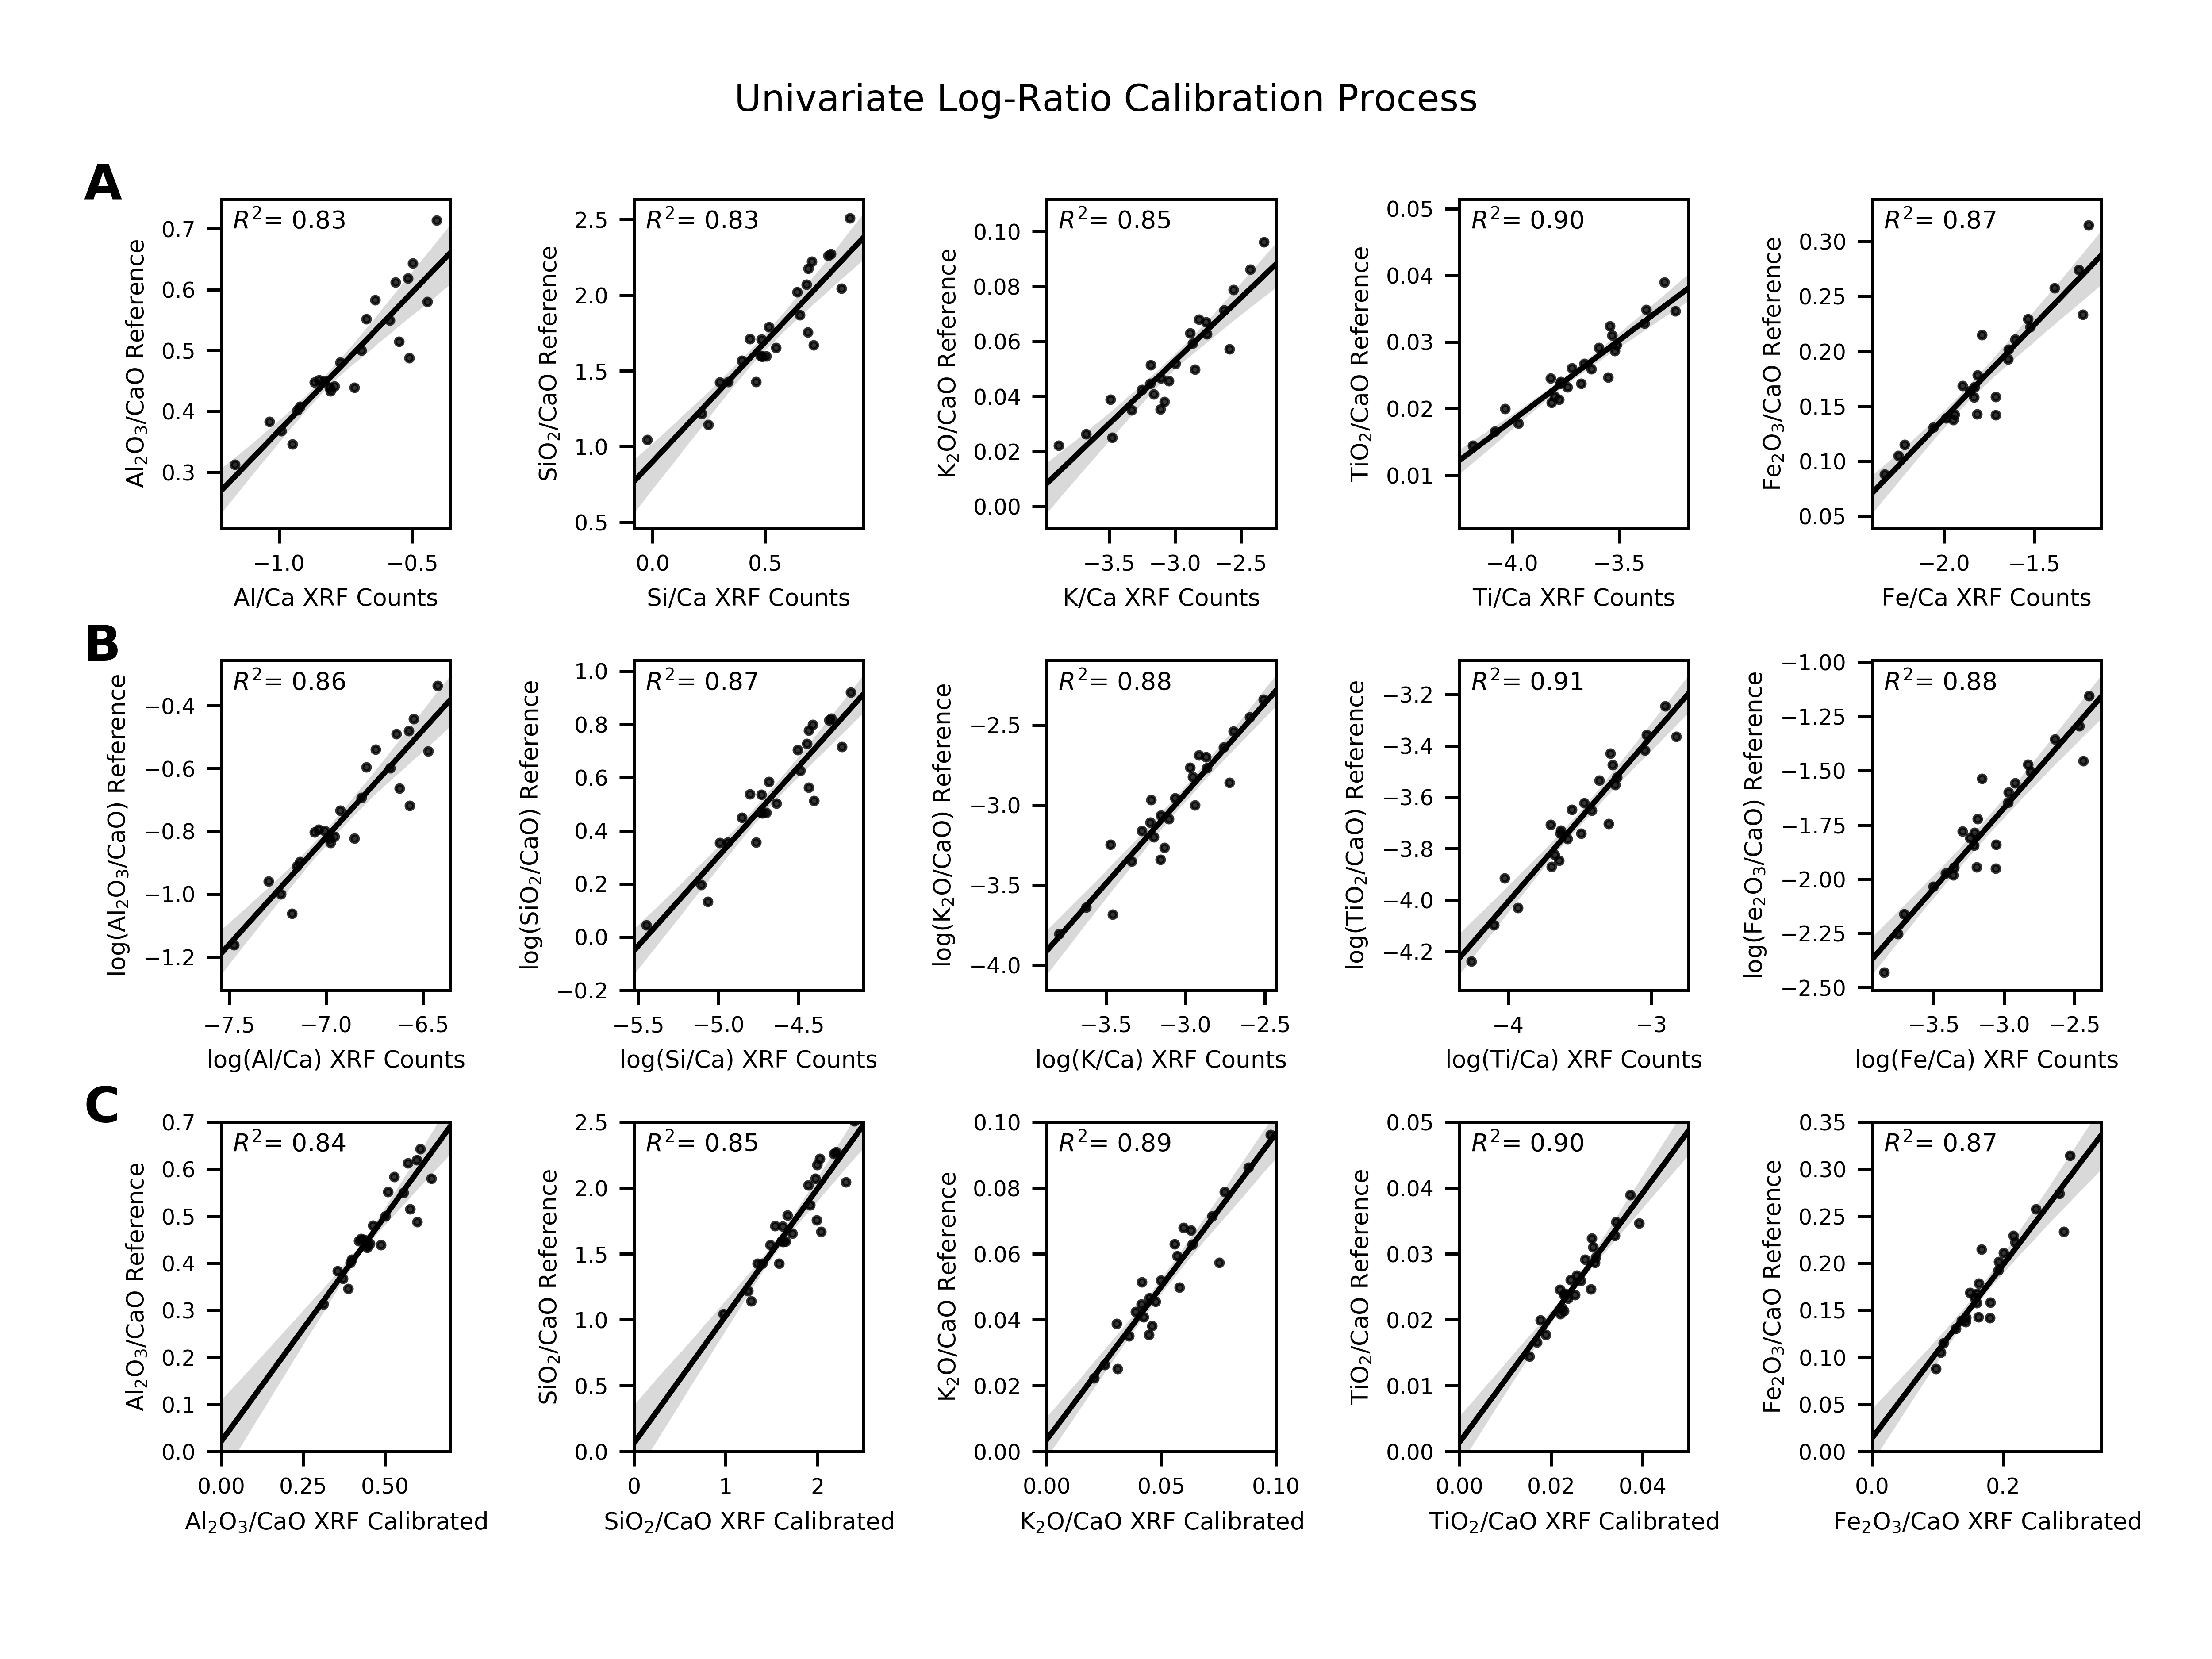 Univariate Log-Ratio Calibration Process
A
R²= 0.83
0.7
0.6
0.5
0.4
0.3
Al₂O₃/CaO Reference
−1.0 −0.5
Al/Ca XRF Counts
R²= 0.83
2.5
2.0
1.5
1.0
0.5
SiO₂/CaO Reference
0.0 0.5
Si/Ca XRF Counts
R²= 0.85
0.10
0.08
0.06
0.04
0.02
0.00
K₂O/CaO Reference
−3.5 −3.0 −2.5
K/Ca XRF Counts
R²= 0.90
0.05
0.04
0.03
0.02
0.01
TiO₂/CaO Reference
−4.0 −3.5
Ti/Ca XRF Counts
R²= 0.87
0.30
0.25
0.20
0.15
0.10
0.05
Fe₂O₃/CaO Reference
−2.0 −1.5
Fe/Ca XRF Counts
B
R²= 0.86
−0.4
−0.6
−0.8
−1.0
−1.2
log(Al₂O₃/CaO) Reference
−7.5 −7.0 −6.5
log(Al/Ca) XRF Counts
R²= 0.87
1.0
0.8
0.6
0.4
0.2
0.0
−0.2
log(SiO₂/CaO) Reference
−5.5 −5.0 −4.5
log(Si/Ca) XRF Counts
R²= 0.88
−2.5
−3.0
−3.5
−4.0
log(K₂O/CaO) Reference
−3.5 −3.0 −2.5
log(K/Ca) XRF Counts
R²= 0.91
−3.2
−3.4
−3.6
−3.8
−4.0
−4.2
log(TiO₂/CaO) Reference
−4 −3
log(Ti/Ca) XRF Counts
R²= 0.88
−1.00
−1.25
−1.50
−1.75
−2.00
−2.25
−2.50
log(Fe₂O₃/CaO) Reference
−3.5 −3.0 −2.5
log(Fe/Ca) XRF Counts
C
R²= 0.84
0.7
0.6
0.5
0.4
0.3
0.2
0.1
0.0
Al₂O₃/CaO Reference
0.00 0.25 0.50
Al₂O₃/CaO XRF Calibrated
R²= 0.85
2.5
2.0
1.5
1.0
0.5
0.0
SiO₂/CaO Reference
0 1 2
SiO₂/CaO XRF Calibrated
R²= 0.89
0.10
0.08
0.06
0.04
0.02
0.00
K₂O/CaO Reference
0.00 0.05 0.10
K₂O/CaO XRF Calibrated
R²= 0.90
0.05
0.04
0.03
0.02
0.01
0.00
TiO₂/CaO Reference
0.00 0.02 0.04
TiO₂/CaO XRF Calibrated
R²= 0.87
0.35
0.30
0.25
0.20
0.15
0.10
0.05
0.00
Fe₂O₃/CaO Reference
0.0 0.2
Fe₂O₃/CaO XRF Calibrated